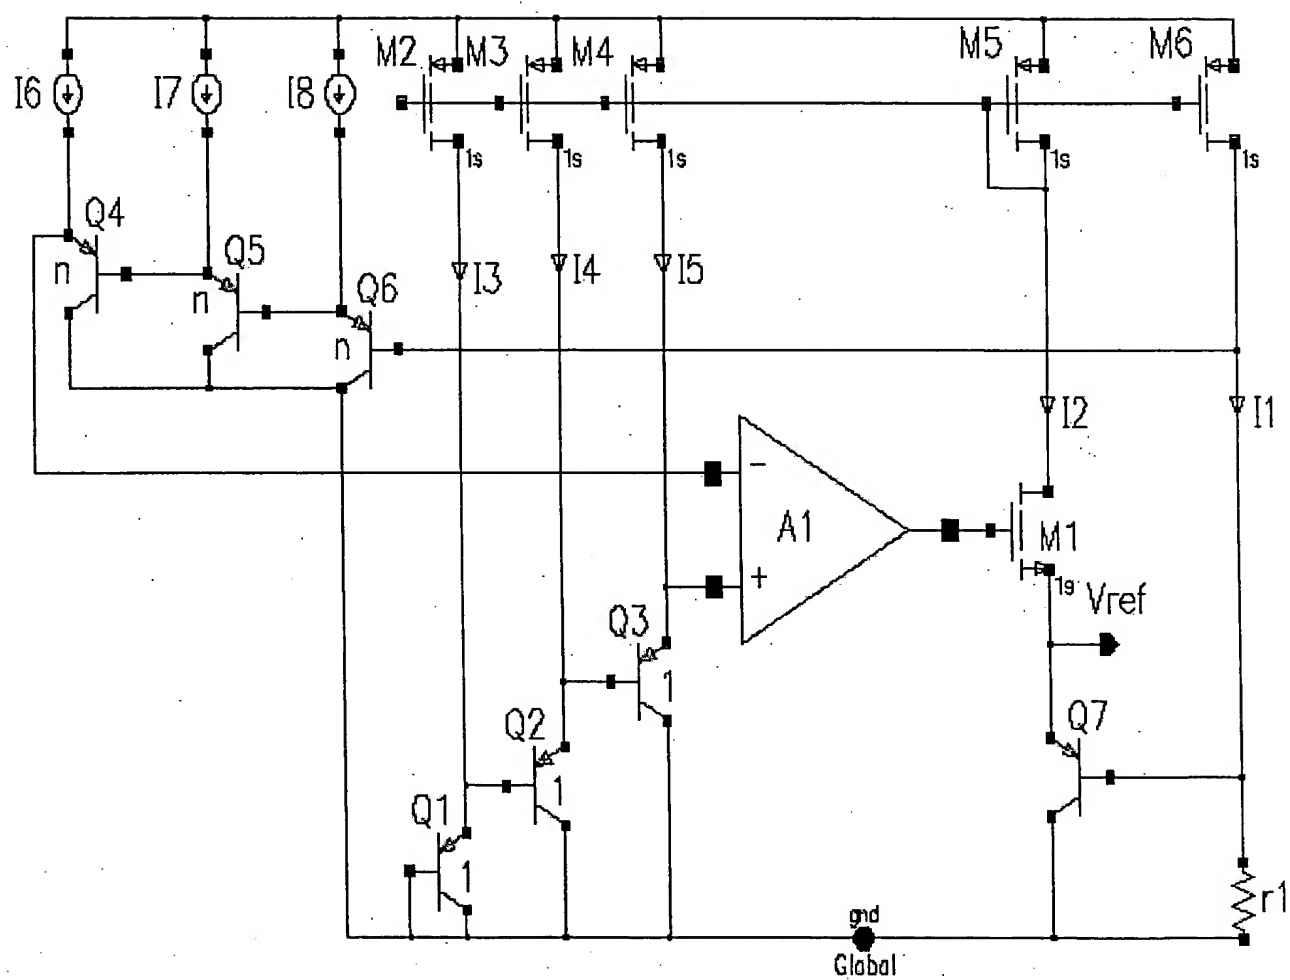 M2 M3 M4 M5 M6
I6 I7 I8
1s 1s 1s 1s 1s
Q4
n Q5
n Q6
n
I3 I4 I5
I2 I1
−
A1
+
M1
1s Vref
Q3
1
Q2 Q7
1
Q1
1
r1
gnd
Global